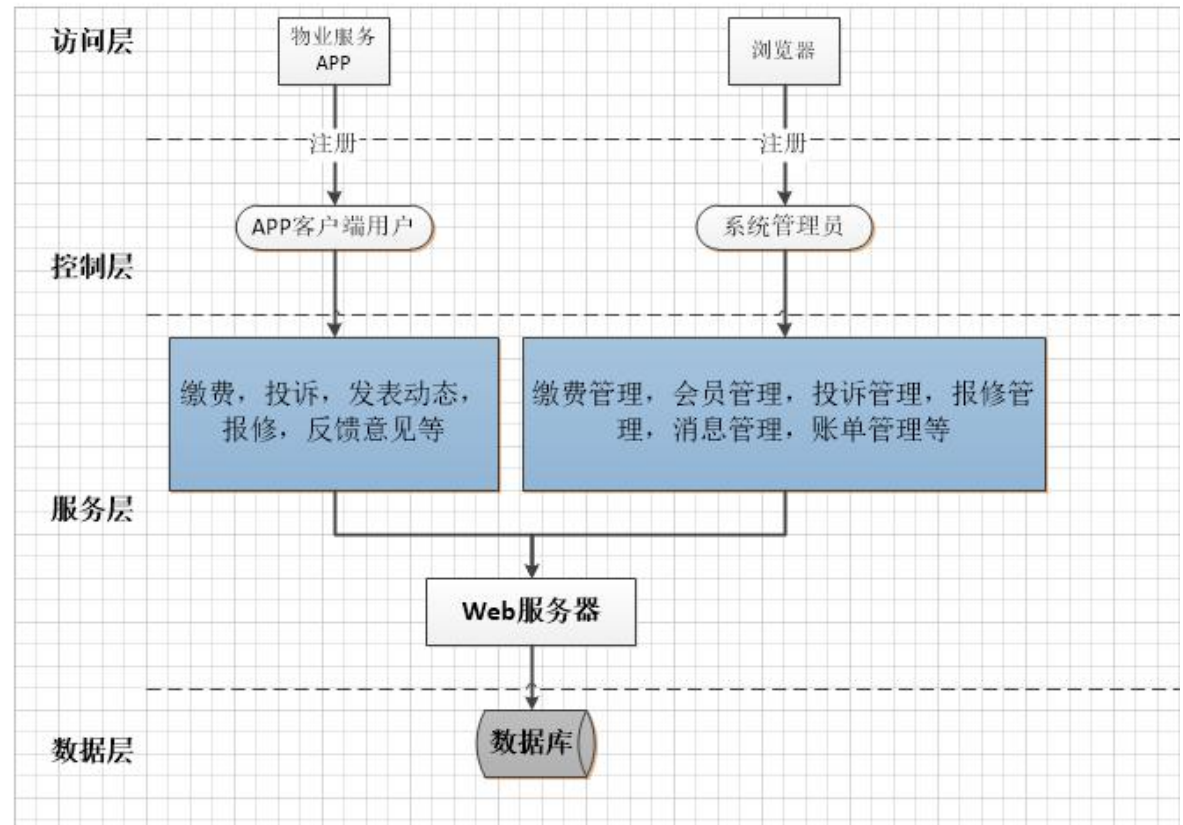 访问层
物业服务
APP
浏览器
注册
注册
APP客户端用户
系统管理员
控制层
缴费，投诉，发表动态，
报修，反馈意见等
缴费管理，会员管理，投诉管理，报修管
理，消息管理，账单管理等
服务层
Web服务器
数据层
数据库